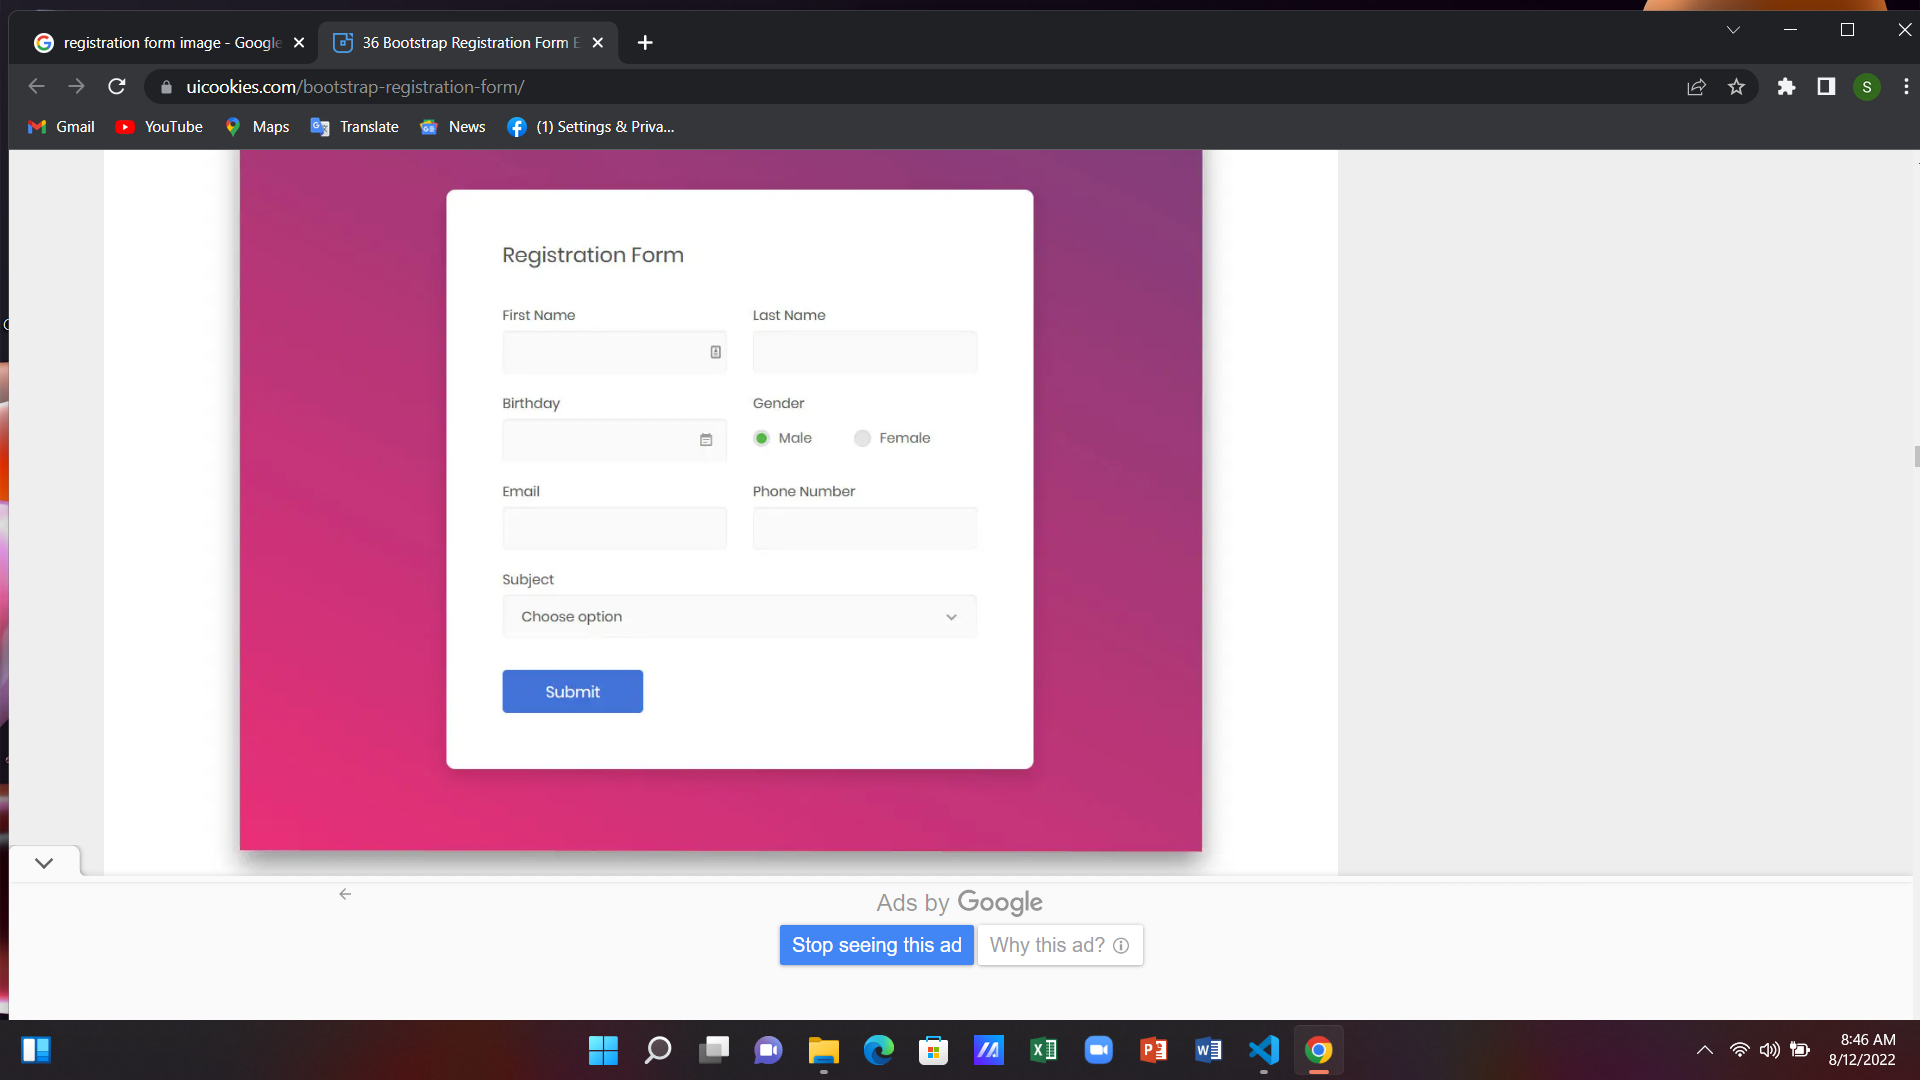 registration form image - Google
36 Bootstrap Registration Form E
uicookies.com/bootstrap-registration-form/
S
Gmail
YouTube
Maps
Translate
News
(1) Settings & Priva...
Registration Form
First Name
Last Name
Birthday
Gender
Male
Female
Email
Phone Number
Subject
Choose option
Submit
Ads by Google
Stop seeing this ad
Why this ad?
8:46 AM
8/12/2022